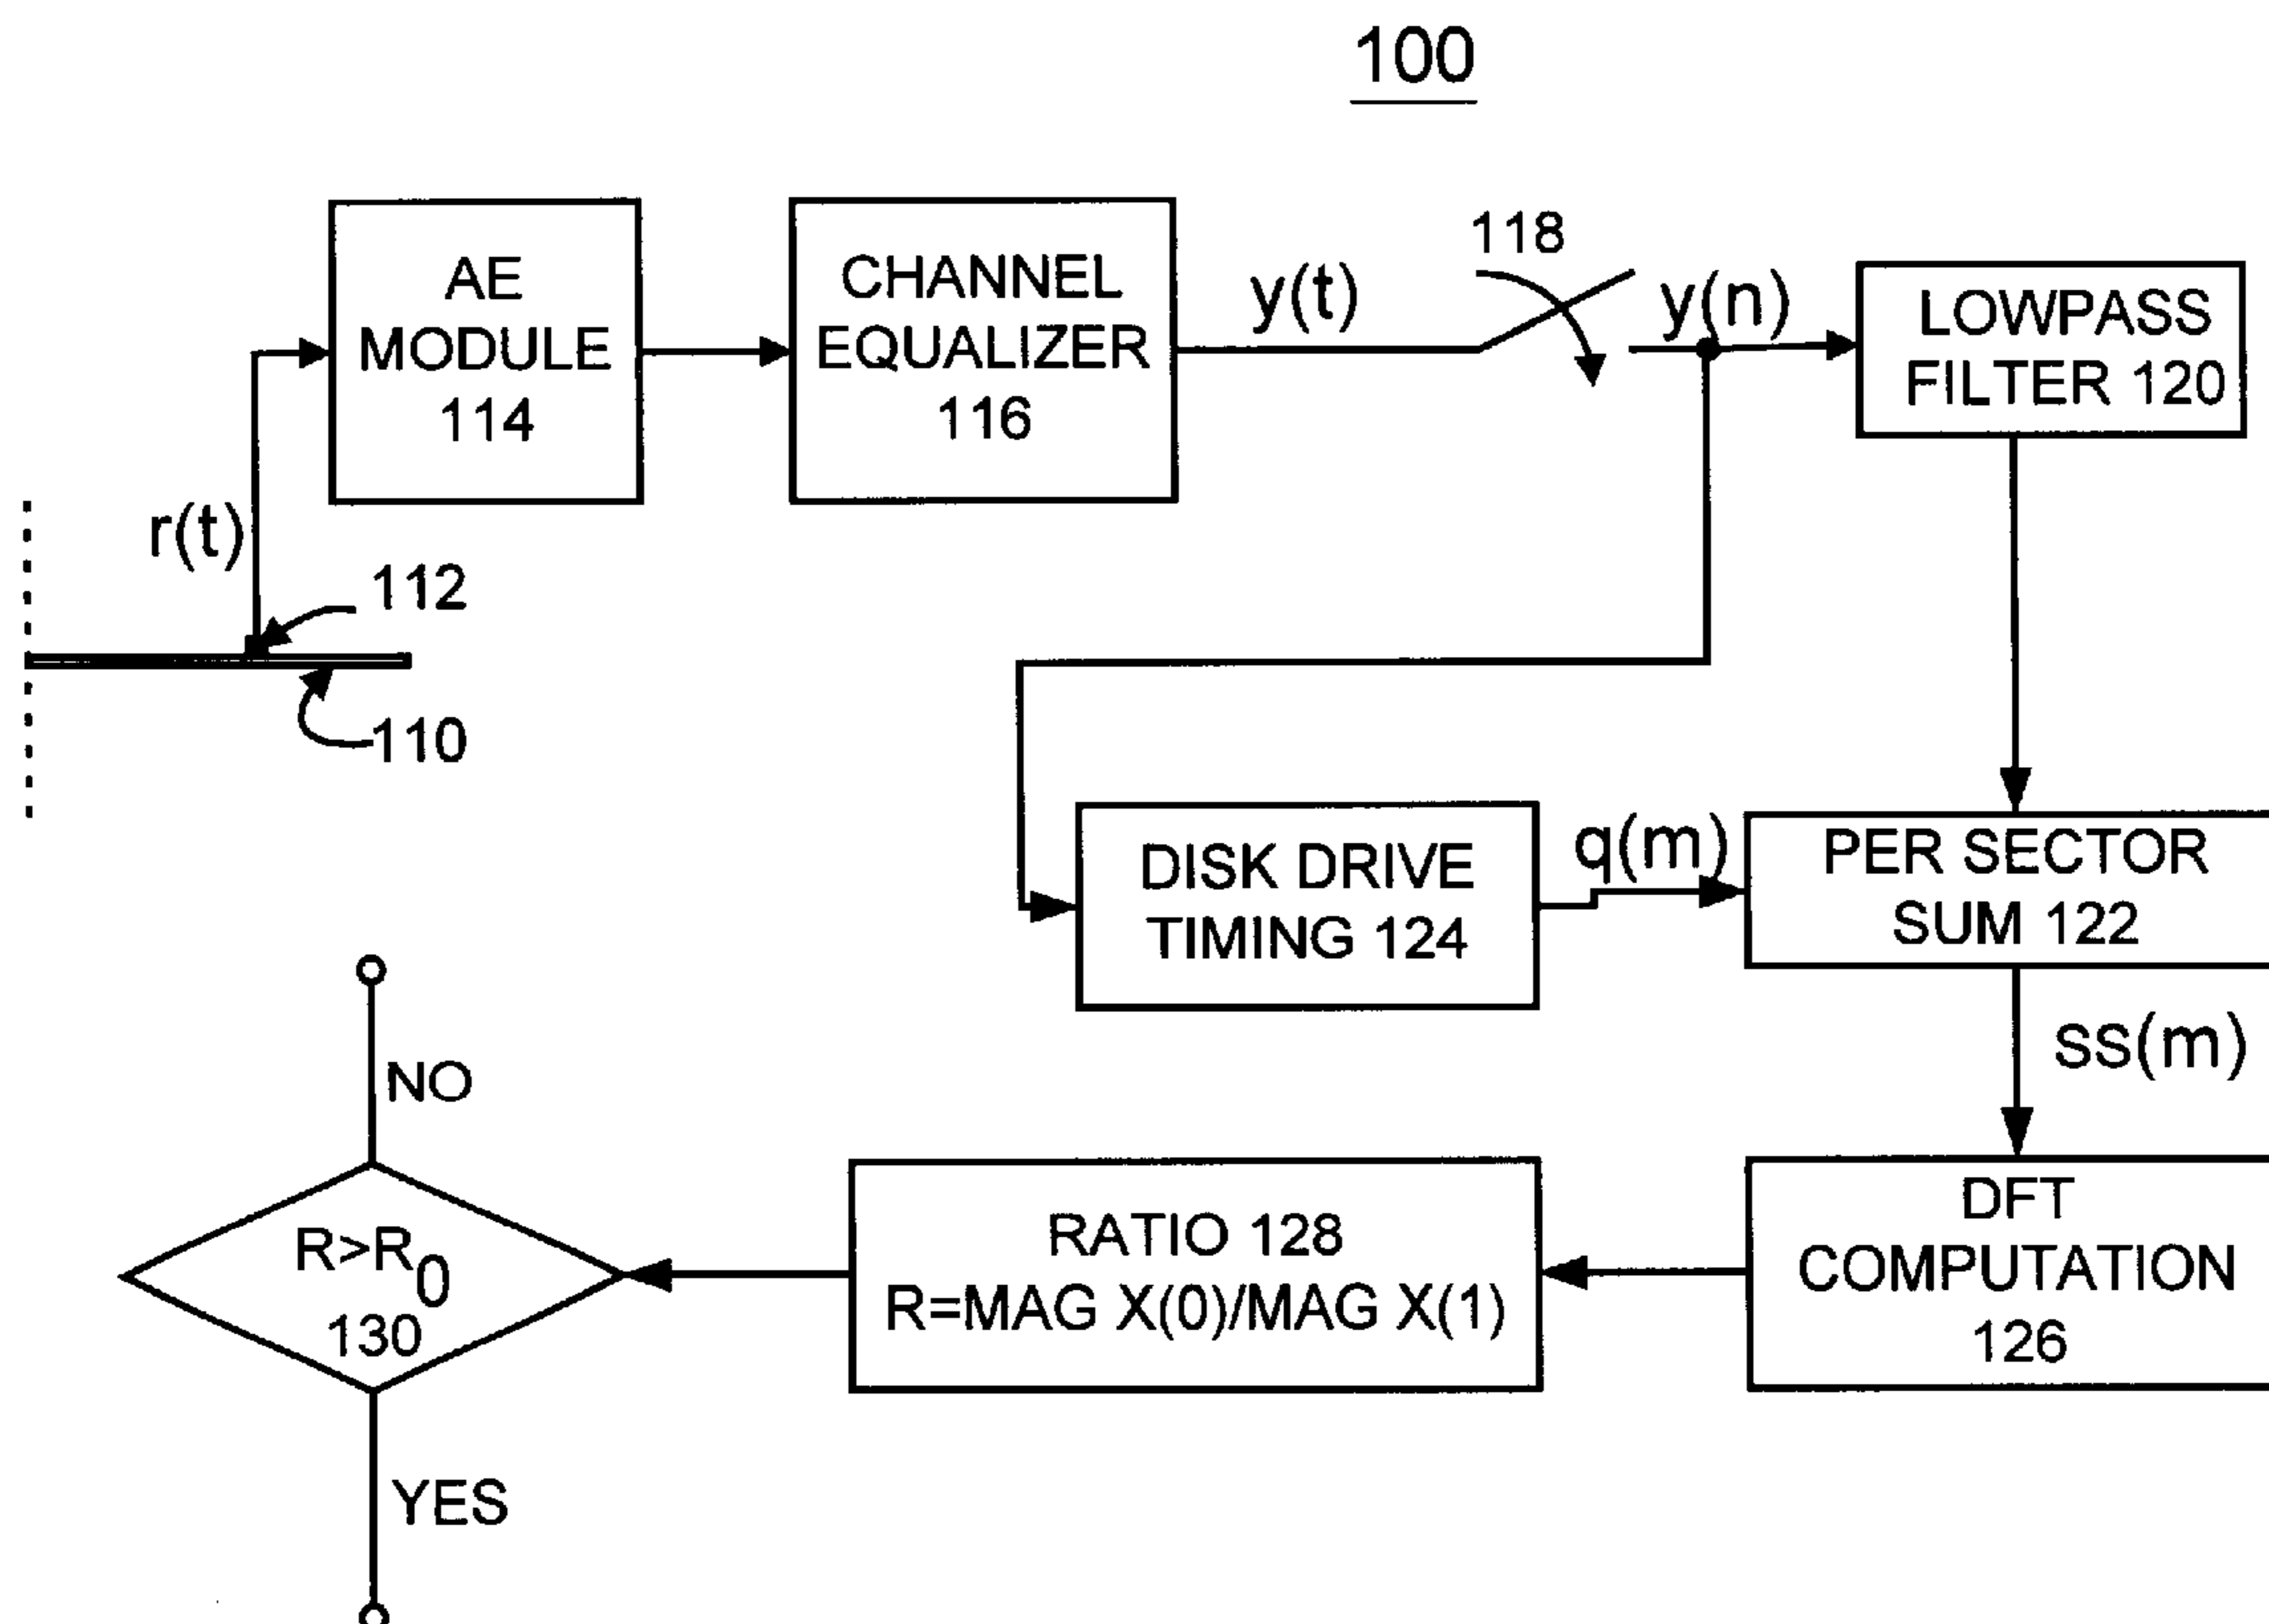 100
AE
MODULE
114
CHANNEL
EQUALIZER
116
y(t)
118
y(n)
LOWPASS
FILTER 120
r(t)
112
110
DISK DRIVE
TIMING 124
q(m)
PER SECTOR
SUM 122
ss(m)
NO
R>R0
130
YES
RATIO 128
R=MAG X(0)/MAG X(1)
DFT
COMPUTATION
126